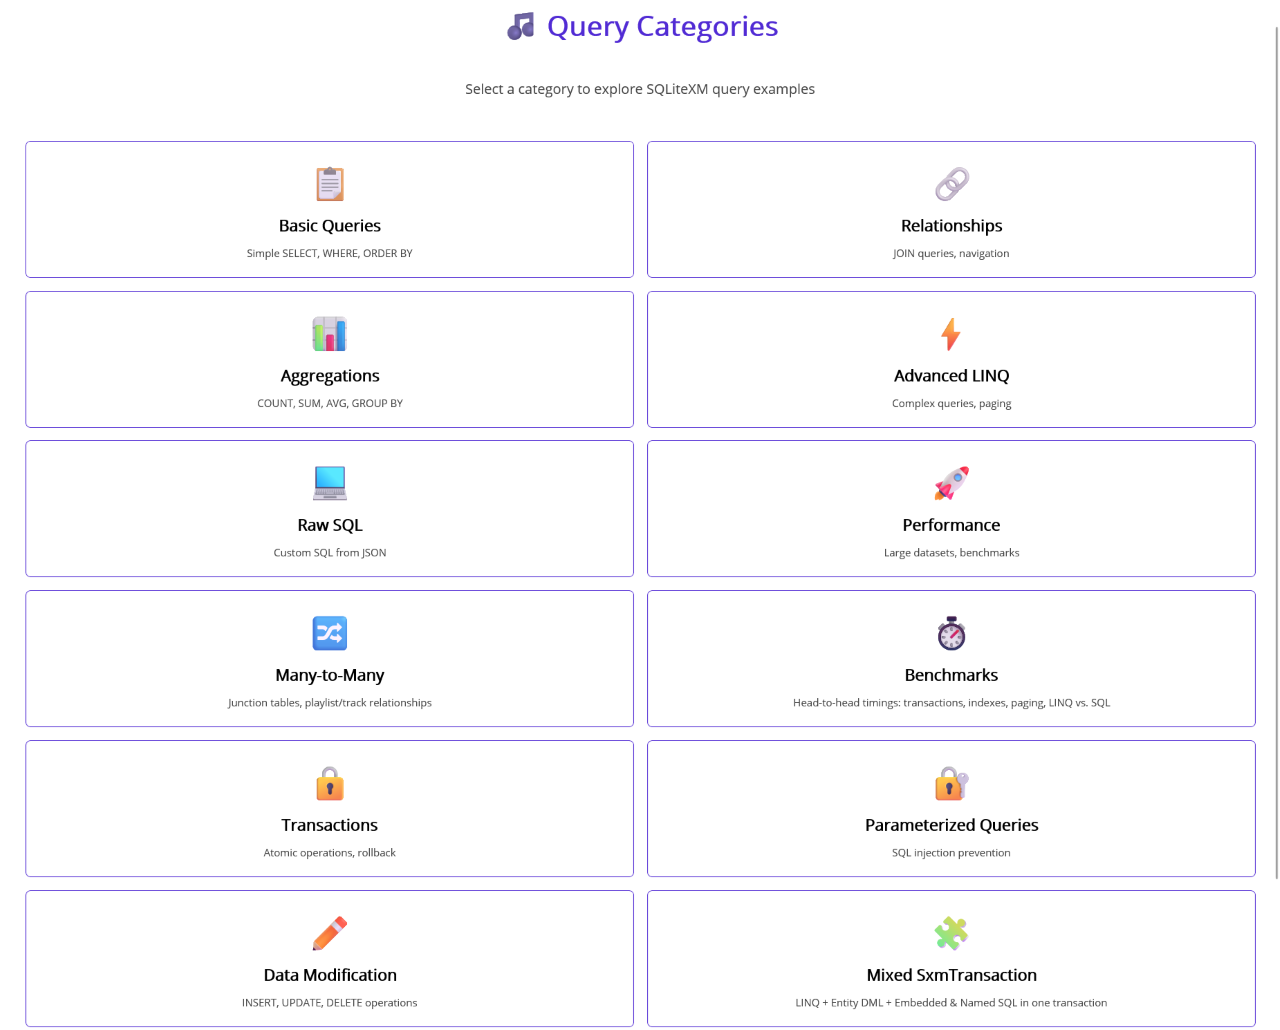 Query Categories
Select a category to explore SQLiteXM query examples
Basic Queries
Simple SELECT, WHERE, ORDER BY
Relationships
JOIN queries, navigation
Aggregations
COUNT, SUM, AVG, GROUP BY
Advanced LINQ
Complex queries, paging
Raw SQL
Custom SQL from JSON
Performance
Large datasets, benchmarks
Many-to-Many
Junction tables, playlist/track relationships
Benchmarks
Head-to-head timings: transactions, indexes, paging, LINQ vs. SQL
Transactions
Atomic operations, rollback
Parameterized Queries
SQL injection prevention
Data Modification
INSERT, UPDATE, DELETE operations
Mixed SxmTransaction
LINQ + Entity DML + Embedded & Named SQL in one transaction